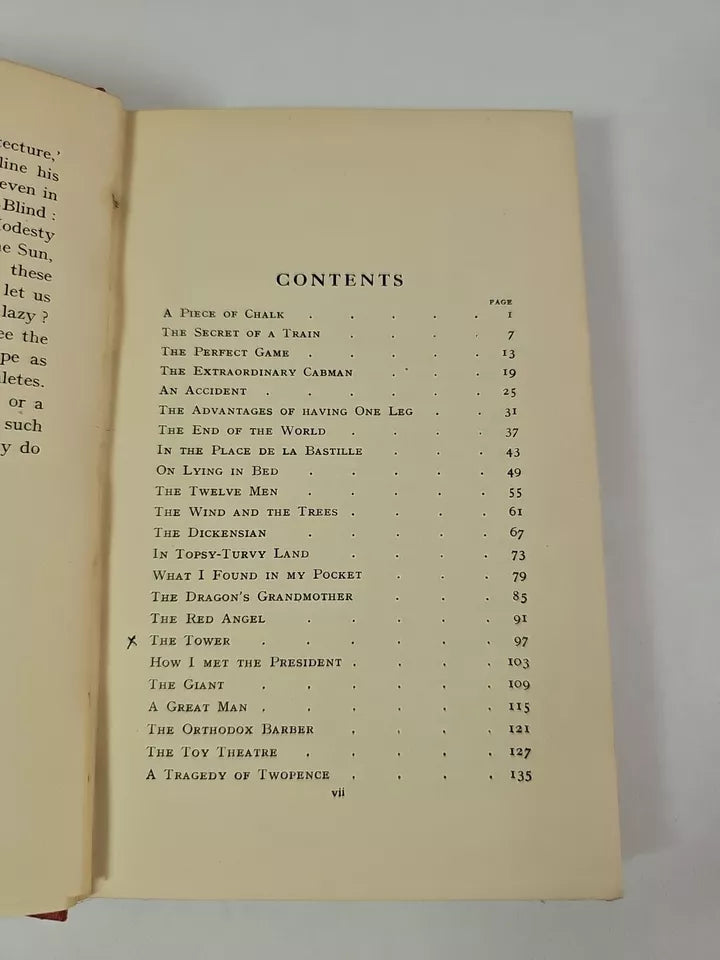 ecture,'
line his
even in
Blind :
odesty
e Sun,
these
let us
lazy ?
ee the
pe as
letes.
or a
such
y do
CONTENTS
PAGE
A Piece of Chalk . . . . . 1
The Secret of a Train . . . . 7
The Perfect Game . . . . . 13
The Extraordinary Cabman . . . 19
An Accident . . . . . . 25
The Advantages of having One Leg . . 31
The End of the World . . . . 37
In the Place de la Bastille . . . 43
On Lying in Bed . . . . . 49
The Twelve Men . . . . . 55
The Wind and the Trees . . . . 61
The Dickensian . . . . . 67
In Topsy-Turvy Land . . . . 73
What I Found in my Pocket . . . 79
The Dragon's Grandmother . . . 85
The Red Angel . . . . . 91
x The Tower . . . . . . 97
How I met the President . . . . 103
The Giant . . . . . . 109
A Great Man . . . . . . 115
The Orthodox Barber . . . . 121
The Toy Theatre . . . . . 127
A Tragedy of Twopence . . . . 135
vii